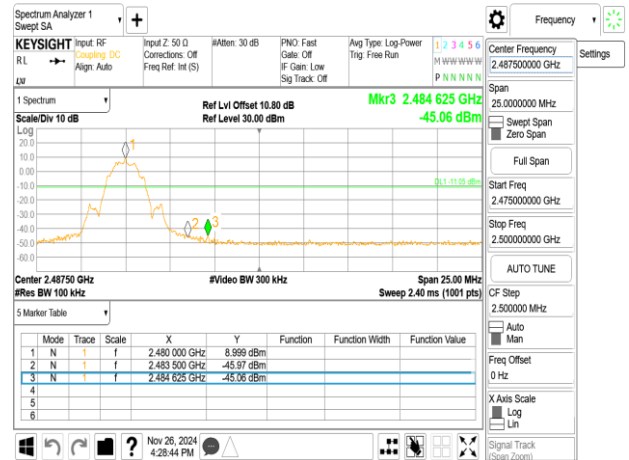 Spectrum Analyzer 1
Swept SA
Frequency
KEYSIGHT
RL
Input: RF
Coupling: DC
Align: Auto
Input Z: 50 Ω
Corrections: Off
Freq Ref: Int (S)
#Atten: 30 dB
PNO: Fast
Gate: Off
IF Gain: Low
Sig Track: Off
Avg Type: Log-Power
Trig: Free Run
1 2 3 4 5 6
M W W W W W
P N N N N N
1 Spectrum
Scale/Div 10 dB
Ref Lvl Offset 10.80 dB
Ref Level 30.00 dBm
Mkr3 2.484 625 GHz
-45.06 dBm
Log
20.0
10.0
0.00
-10.0
-20.0
-30.0
-40.0
-50.0
-60.0
1
2
3
DL1 -11.05 dBm
Center 2.48750 GHz
#Res BW 100 kHz
#Video BW 300 kHz
Span 25.00 MHz
Sweep 2.40 ms (1001 pts)
5 Marker Table
Mode Trace Scale X Y Function Function Width Function Value
1 N 1 f 2.480 000 GHz 8.999 dBm
2 N 1 f 2.483 500 GHz -45.97 dBm
3 N 1 f 2.484 625 GHz -45.06 dBm
4
5
6
Nov 26, 2024
4:28:44 PM
Center Frequency
2.487500000 GHz
Settings
Span
25.0000000 MHz
Swept Span
Zero Span
Full Span
Start Freq
2.475000000 GHz
Stop Freq
2.500000000 GHz
AUTO TUNE
CF Step
2.500000 MHz
Auto
Man
Freq Offset
0 Hz
X Axis Scale
Log
Lin
Signal Track
(Span Zoom)